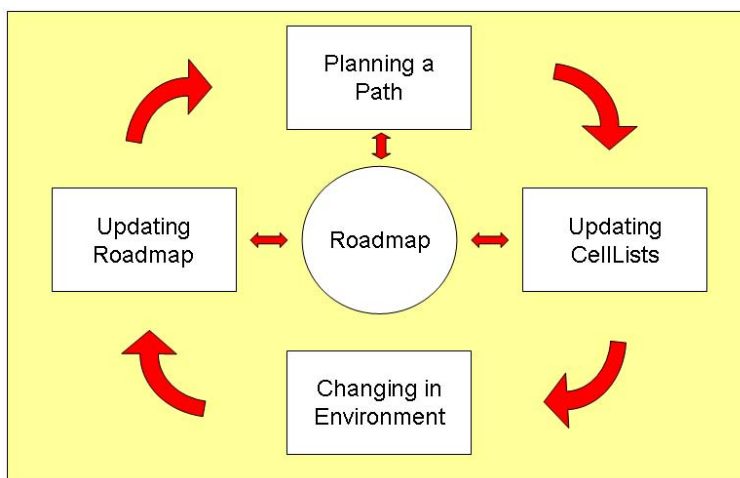 Planning a
Path
Updating
Roadmap
Roadmap
Updating
CellLists
Changing in
Environment